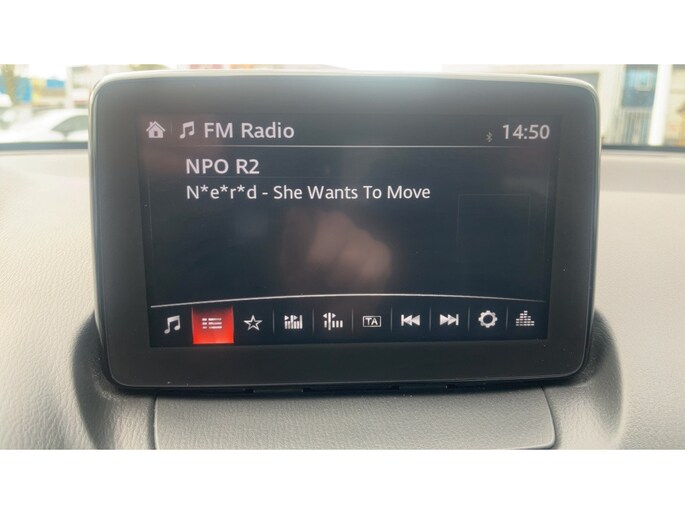 FM Radio 14:50
NPO R2
N*e*r*d - She Wants To Move
TA